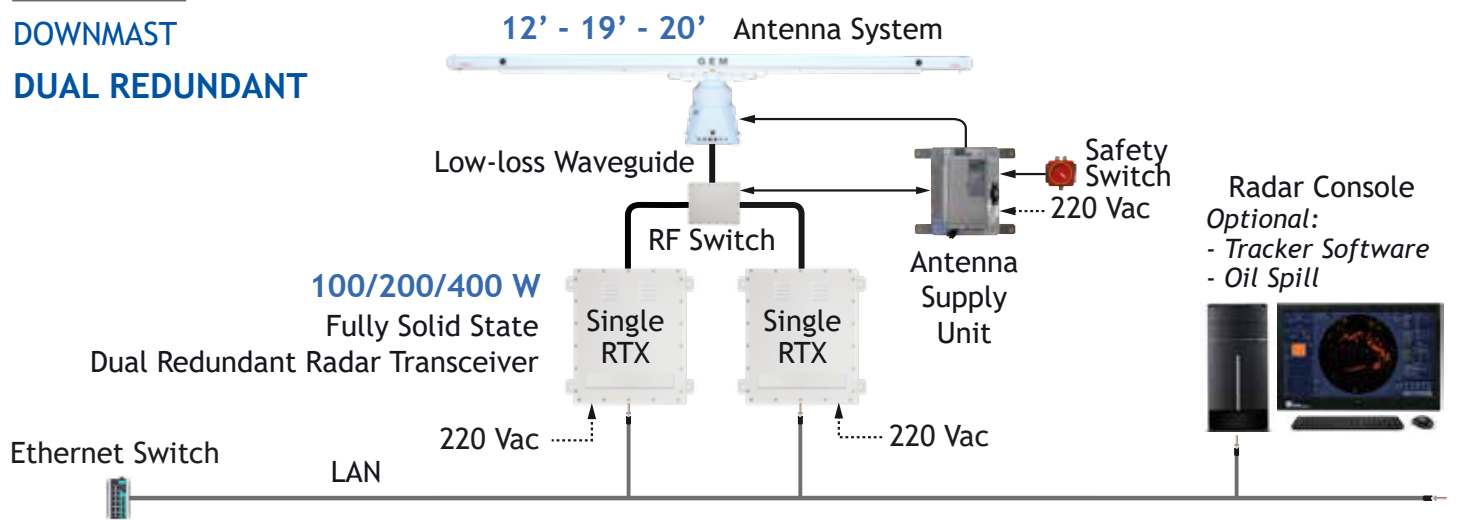 DOWNMAST
DUAL REDUNDANT
12’ - 19’ - 20’ Antenna System
GEM
Low-loss Waveguide
RF Switch
Safety
Switch
220 Vac
Antenna
Supply
Unit
Radar Console
Optional:
- Tracker Software
- Oil Spill
100/200/400 W
Fully Solid State
Dual Redundant Radar Transceiver
Single
RTX
Single
RTX
220 Vac
220 Vac
Ethernet Switch
LAN